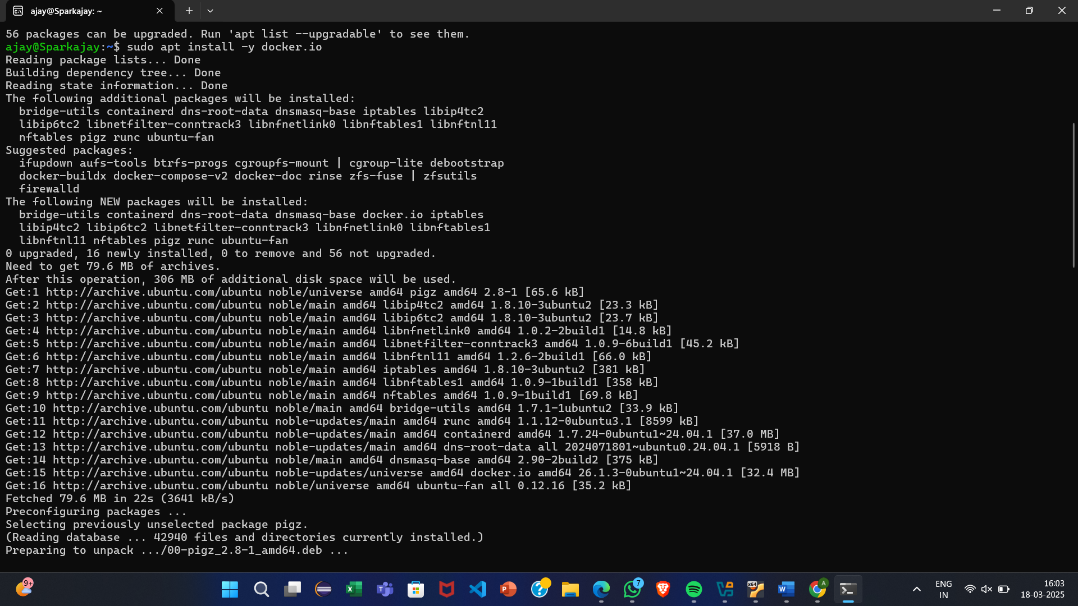 ajay@Sparkajay: ~
56 packages can be upgraded. Run 'apt list --upgradable' to see them.
ajay@Sparkajay:~$ sudo apt install -y docker.io
Reading package lists... Done
Building dependency tree... Done
Reading state information... Done
The following additional packages will be installed:
  bridge-utils containerd dns-root-data dnsmasq-base iptables libip4tc2
  libip6tc2 libnetfilter-conntrack3 libnfnetlink0 libnftables1 libnftnl11
  nftables pigz runc ubuntu-fan
Suggested packages:
  ifupdown aufs-tools btrfs-progs cgroupfs-mount | cgroup-lite debootstrap
  docker-buildx docker-compose-v2 docker-doc rinse zfs-fuse | zfsutils
  firewalld
The following NEW packages will be installed:
  bridge-utils containerd dns-root-data dnsmasq-base docker.io iptables
  libip4tc2 libip6tc2 libnetfilter-conntrack3 libnfnetlink0 libnftables1
  libnftnl11 nftables pigz runc ubuntu-fan
0 upgraded, 16 newly installed, 0 to remove and 56 not upgraded.
Need to get 79.6 MB of archives.
After this operation, 306 MB of additional disk space will be used.
Get:1 http://archive.ubuntu.com/ubuntu noble/universe amd64 pigz amd64 2.8-1 [65.6 kB]
Get:2 http://archive.ubuntu.com/ubuntu noble/main amd64 libip4tc2 amd64 1.8.10-3ubuntu2 [23.3 kB]
Get:3 http://archive.ubuntu.com/ubuntu noble/main amd64 libip6tc2 amd64 1.8.10-3ubuntu2 [23.7 kB]
Get:4 http://archive.ubuntu.com/ubuntu noble/main amd64 libnfnetlink0 amd64 1.0.2-2build1 [14.8 kB]
Get:5 http://archive.ubuntu.com/ubuntu noble/main amd64 libnetfilter-conntrack3 amd64 1.0.9-6build1 [45.2 kB]
Get:6 http://archive.ubuntu.com/ubuntu noble/main amd64 libnftnl11 amd64 1.2.6-2build1 [66.0 kB]
Get:7 http://archive.ubuntu.com/ubuntu noble/main amd64 iptables amd64 1.8.10-3ubuntu2 [381 kB]
Get:8 http://archive.ubuntu.com/ubuntu noble/main amd64 libnftables1 amd64 1.0.9-1build1 [358 kB]
Get:9 http://archive.ubuntu.com/ubuntu noble/main amd64 nftables amd64 1.0.9-1build1 [69.8 kB]
Get:10 http://archive.ubuntu.com/ubuntu noble/main amd64 bridge-utils amd64 1.7.1-1ubuntu2 [33.9 kB]
Get:11 http://archive.ubuntu.com/ubuntu noble-updates/main amd64 runc amd64 1.1.12-0ubuntu3.1 [8599 kB]
Get:12 http://archive.ubuntu.com/ubuntu noble-updates/main amd64 containerd amd64 1.7.24-0ubuntu1~24.04.1 [37.0 MB]
Get:13 http://archive.ubuntu.com/ubuntu noble-updates/main amd64 dns-root-data all 2024071801~ubuntu0.24.04.1 [5918 B]
Get:14 http://archive.ubuntu.com/ubuntu noble/main amd64 dnsmasq-base amd64 2.90-2build2 [375 kB]
Get:15 http://archive.ubuntu.com/ubuntu noble-updates/universe amd64 docker.io amd64 26.1.3-0ubuntu1~24.04.1 [32.4 MB]
Get:16 http://archive.ubuntu.com/ubuntu noble/universe amd64 ubuntu-fan all 0.12.16 [35.2 kB]
Fetched 79.6 MB in 22s (3641 kB/s)
Preconfiguring packages ...
Selecting previously unselected package pigz.
(Reading database ... 42940 files and directories currently installed.)
Preparing to unpack .../00-pigz_2.8-1_amd64.deb ...
9+
7
A
ENG
IN
16:03
18-03-2025